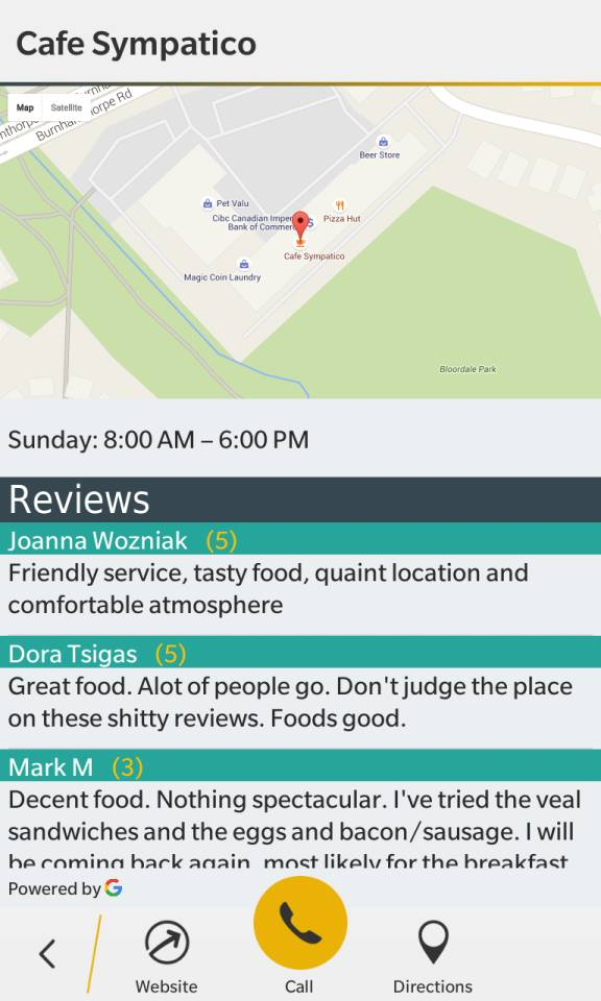 Cafe Sympatico
Map Satellite
Burnhamthorpe Rd
Beer Store
Pet Valu
Cibc Canadian Imper
Bank of Commer
Pizza Hut
Cafe Sympatico
Magic Coin Laundry
Bloordale Park
Sunday: 8:00 AM – 6:00 PM
Reviews
Joanna Wozniak (5)
Friendly service, tasty food, quaint location and
comfortable atmosphere
Dora Tsigas (5)
Great food. Alot of people go. Don't judge the place
on these shitty reviews. Foods good.
Mark M (3)
Decent food. Nothing spectacular. I've tried the veal
sandwiches and the eggs and bacon/sausage. I will
be coming back again, most likely for the breakfast
Powered by G
Website
Call
Directions